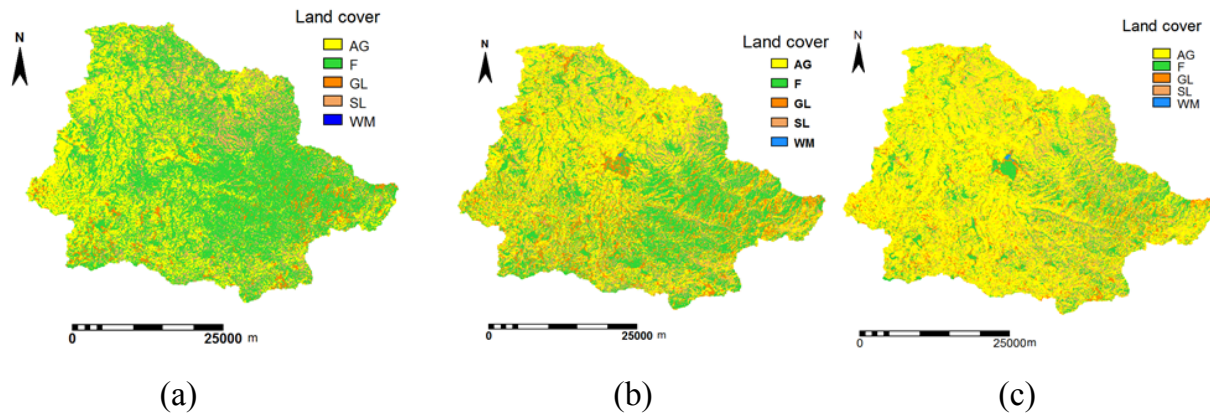 Land cover
N
AG
F
GL
SL
WM
0
25000 m
(a)
Land cover
N
AG
F
GL
SL
WM
0
25000 m
(b)
Land cover
N
AG
F
GL
SL
WM
0
25000m
(c)